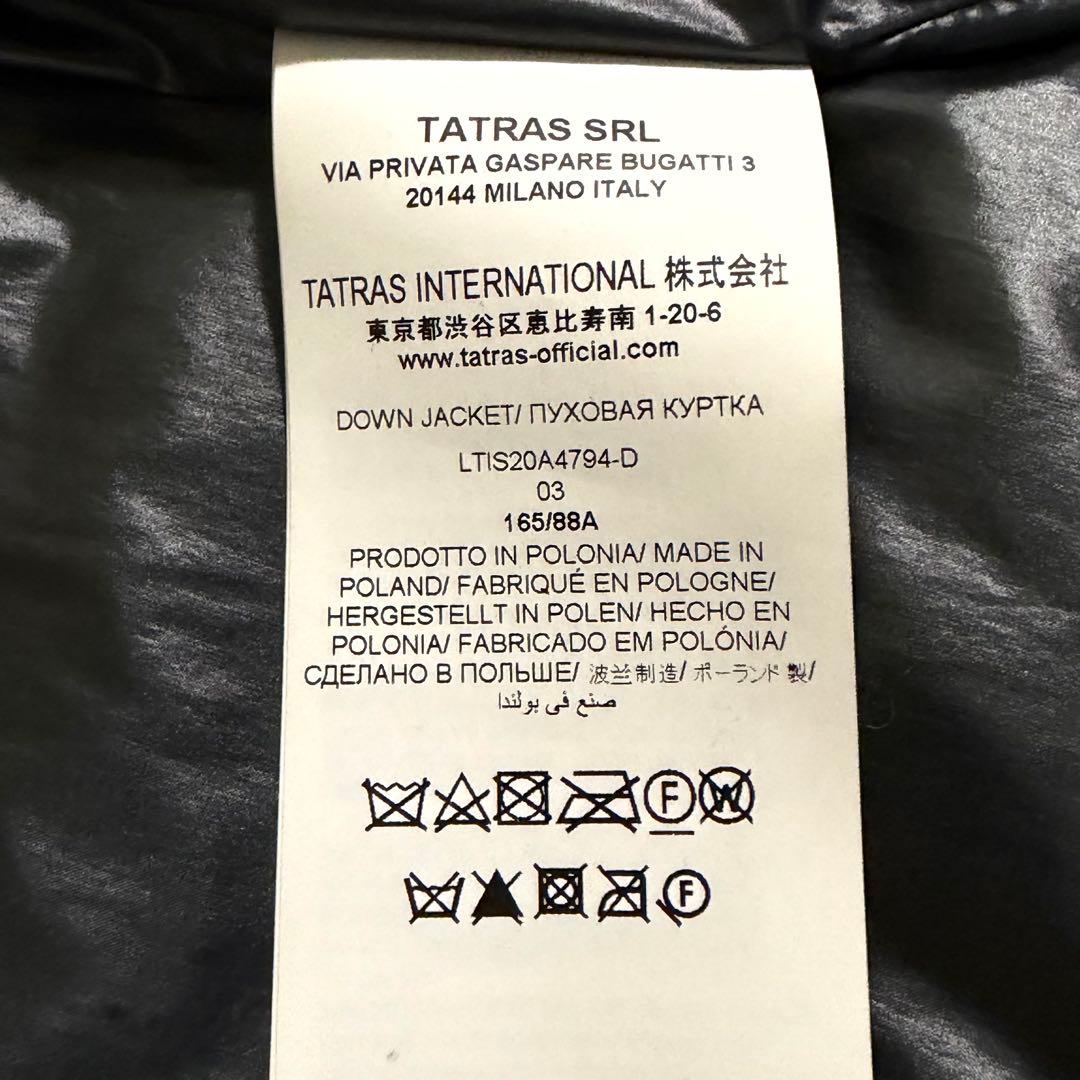 TATRAS SRL
VIA PRIVATA GASPARE BUGATTI 3
20144 MILANO ITALY
TATRAS INTERNATIONAL 株式会社
東京都渋谷区恵比寿南 1-20-6
www.tatras-official.com
DOWN JACKET/ ПУХОВАЯ КУРТКА
LTIS20A4794-D
03
165/88A
PRODOTTO IN POLONIA/ MADE IN
POLAND/ FABRIQUÉ EN POLOGNE/
HERGESTELLT IN POLEN/ HECHO EN
POLONIA/ FABRICADO EM POLÓNIA/
СДЕЛАНО В ПОЛЬШЕ/ 波兰制造/ ポーランド 製/
صنع في بولندا
F W
F